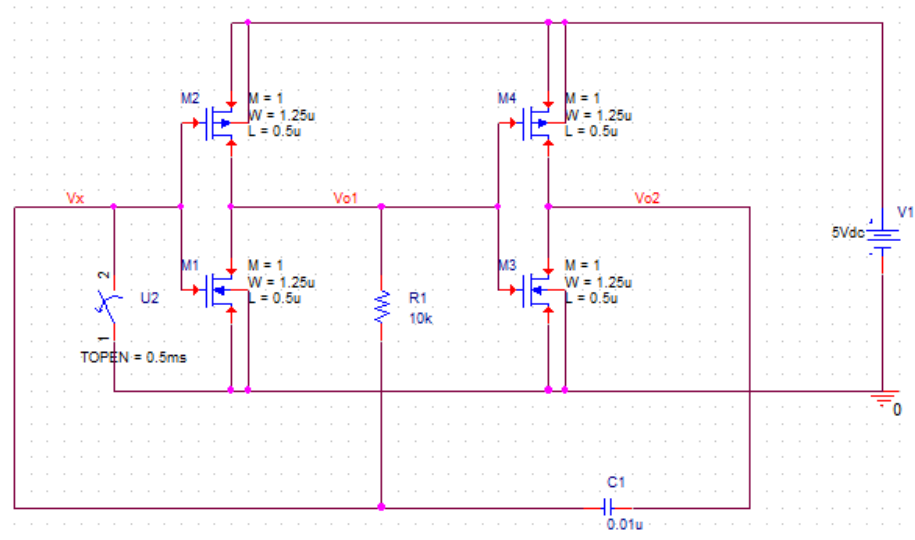 M2
M = 1
W = 1.25u
L = 0.5u
M4
M = 1
W = 1.25u
L = 0.5u
Vx
Vo1
Vo2
V1
5Vdc
M1
M = 1
W = 1.25u
L = 0.5u
M3
M = 1
W = 1.25u
L = 0.5u
2
U2
1
R1
10k
TOPEN = 0.5ms
0
C1
0.01u